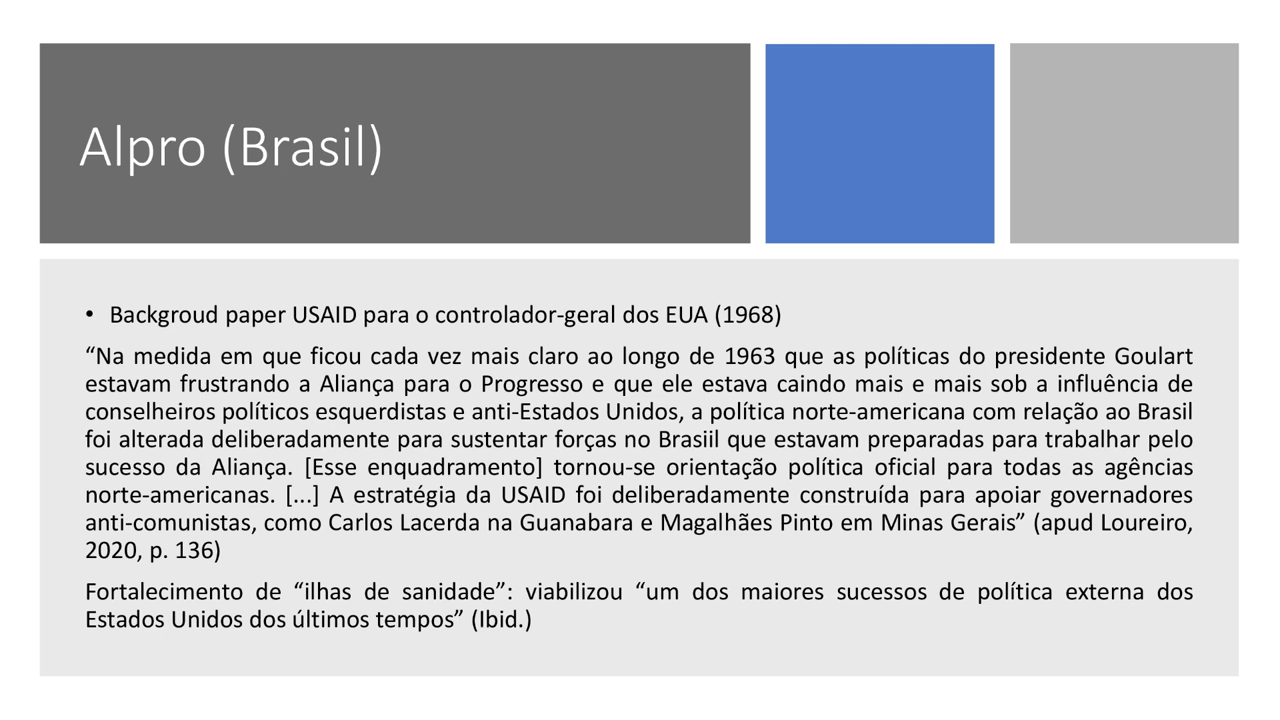 Alpro (Brasil)
• Backgroud paper USAID para o controlador-geral dos EUA (1968)
“Na medida em que ficou cada vez mais claro ao longo de 1963 que as políticas do presidente Goulart
estavam frustrando a Aliança para o Progresso e que ele estava caindo mais e mais sob a influência de
conselheiros políticos esquerdistas e anti-Estados Unidos, a política norte-americana com relação ao Brasil
foi alterada deliberadamente para sustentar forças no Brasiil que estavam preparadas para trabalhar pelo
sucesso da Aliança. [Esse enquadramento] tornou-se orientação política oficial para todas as agências
norte-americanas. [...] A estratégia da USAID foi deliberadamente construída para apoiar governadores
anti-comunistas, como Carlos Lacerda na Guanabara e Magalhães Pinto em Minas Gerais” (apud Loureiro,
2020, p. 136)
Fortalecimento de “ilhas de sanidade”: viabilizou “um dos maiores sucessos de política externa dos
Estados Unidos dos últimos tempos” (Ibid.)